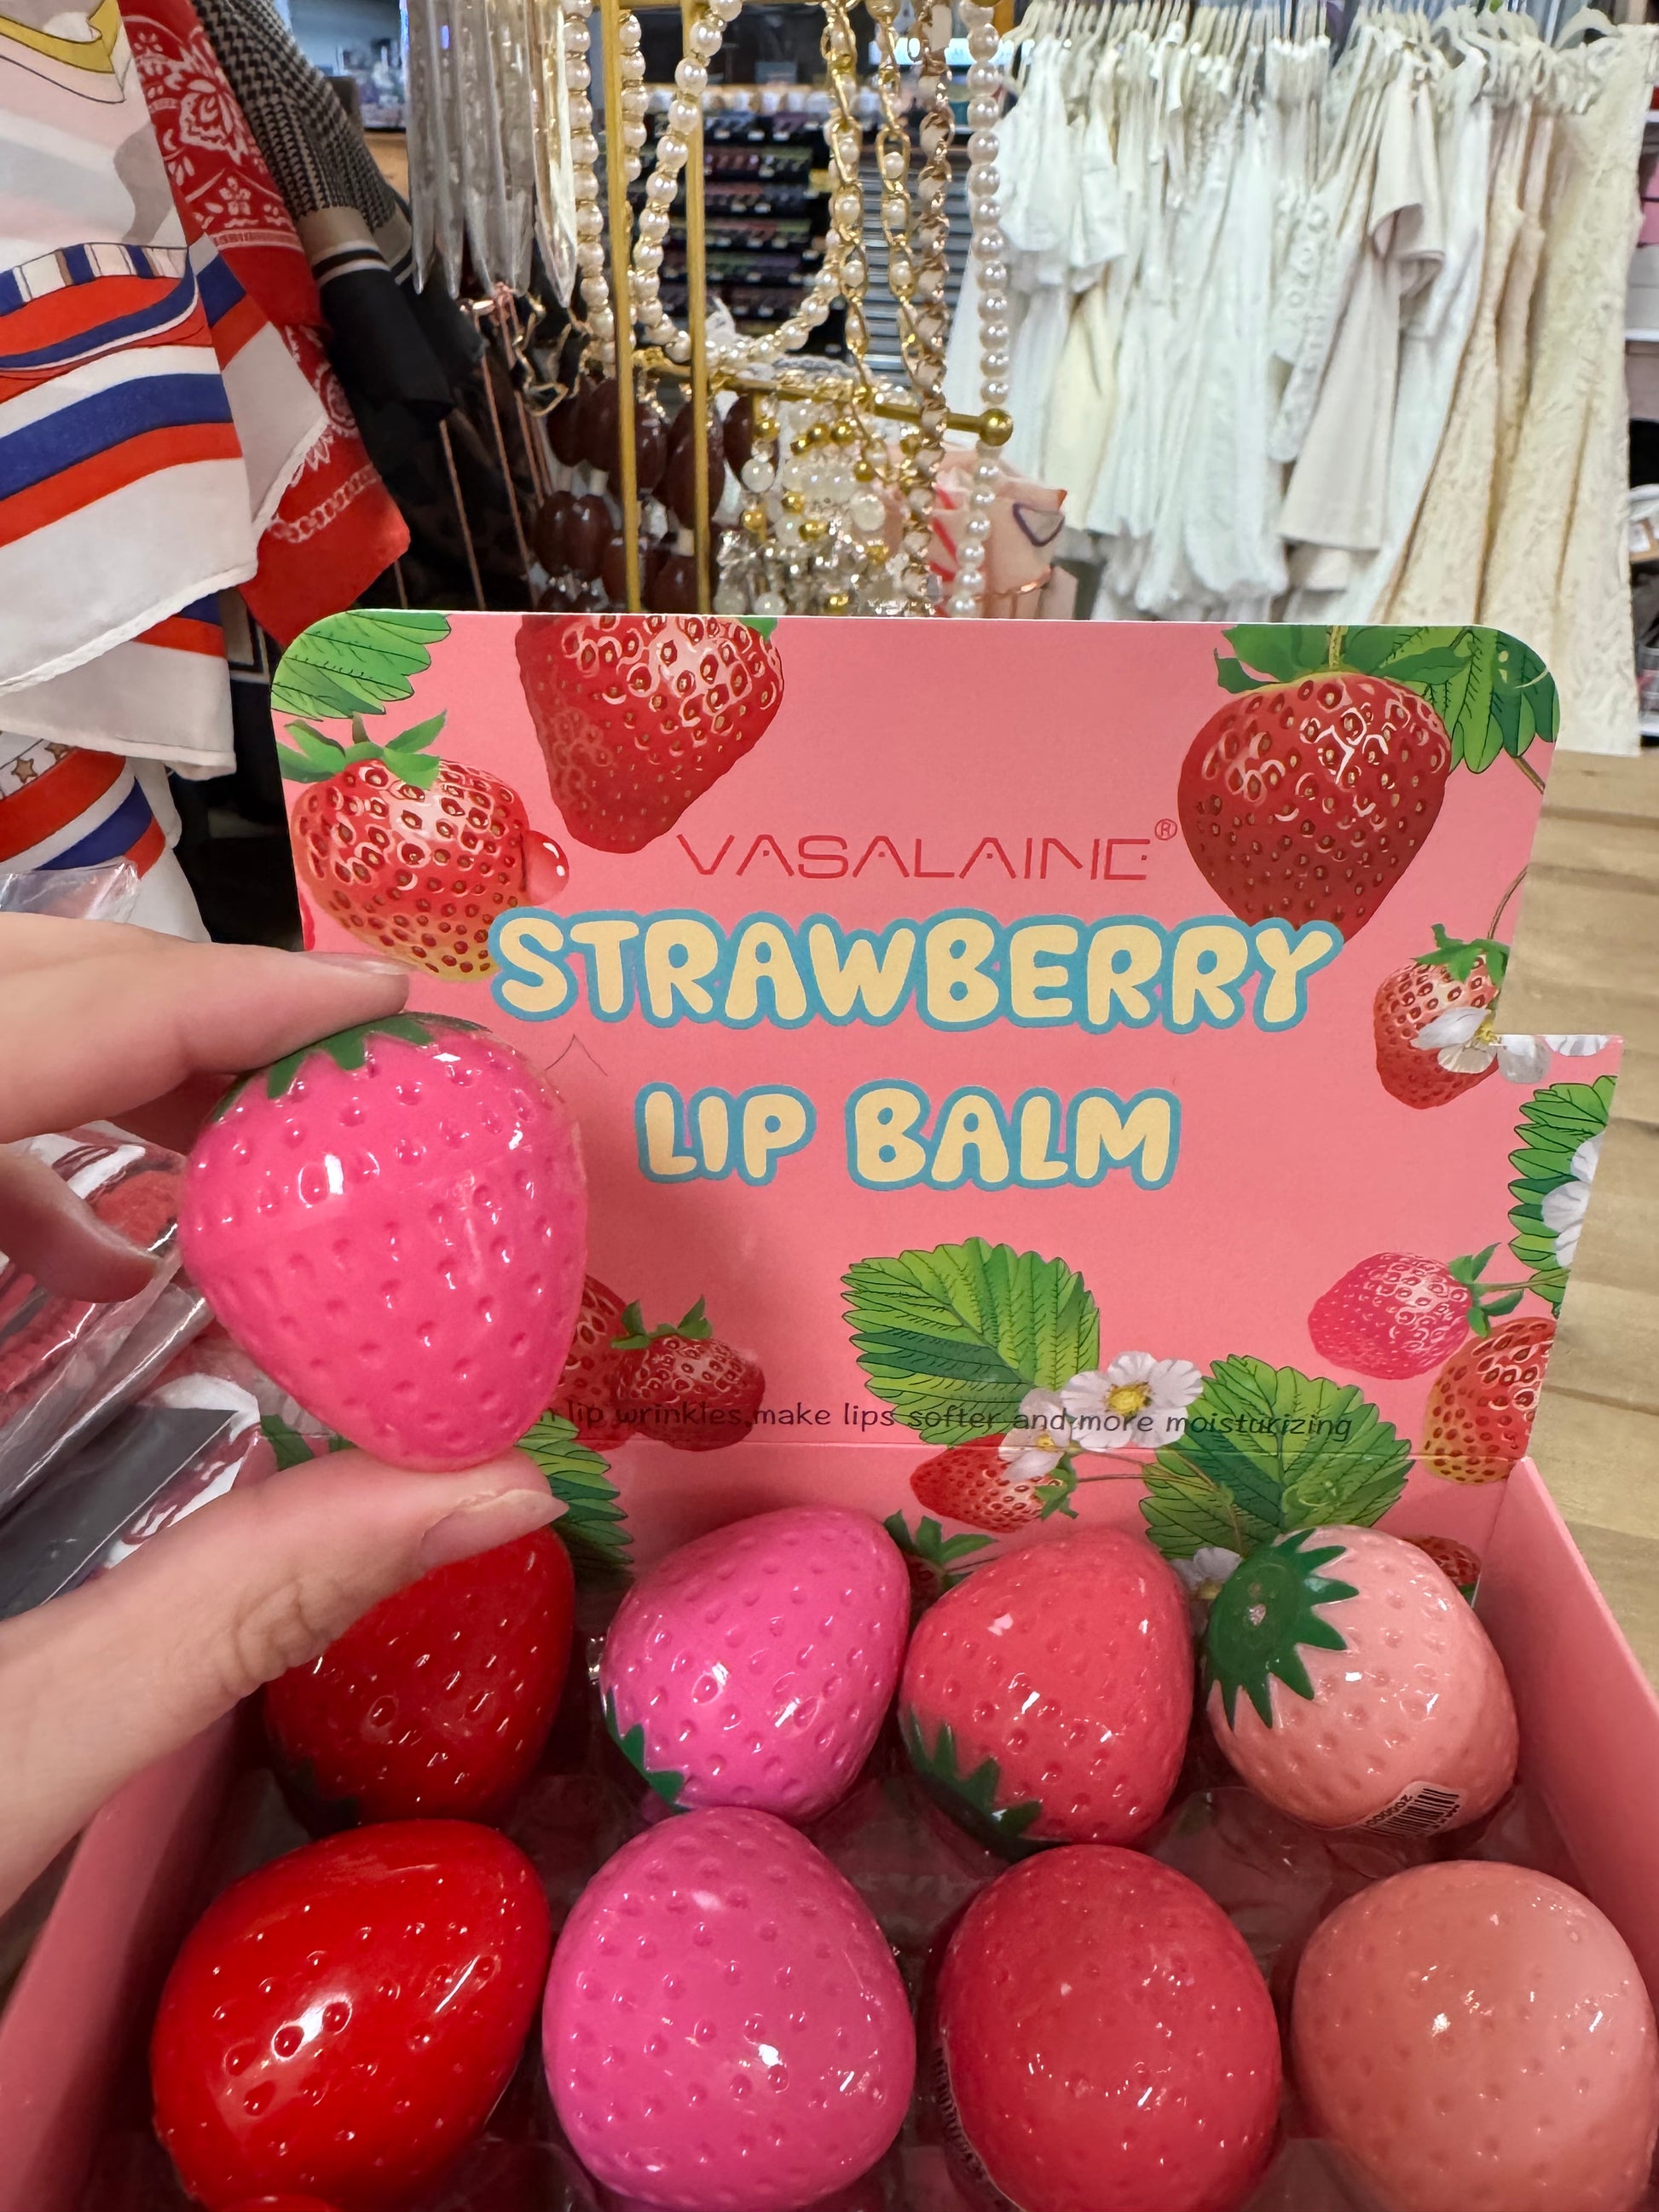 VASALAINE®
STRAWBERRY
LIP BALM
lip wrinkles,make lips softer and more moisturizing